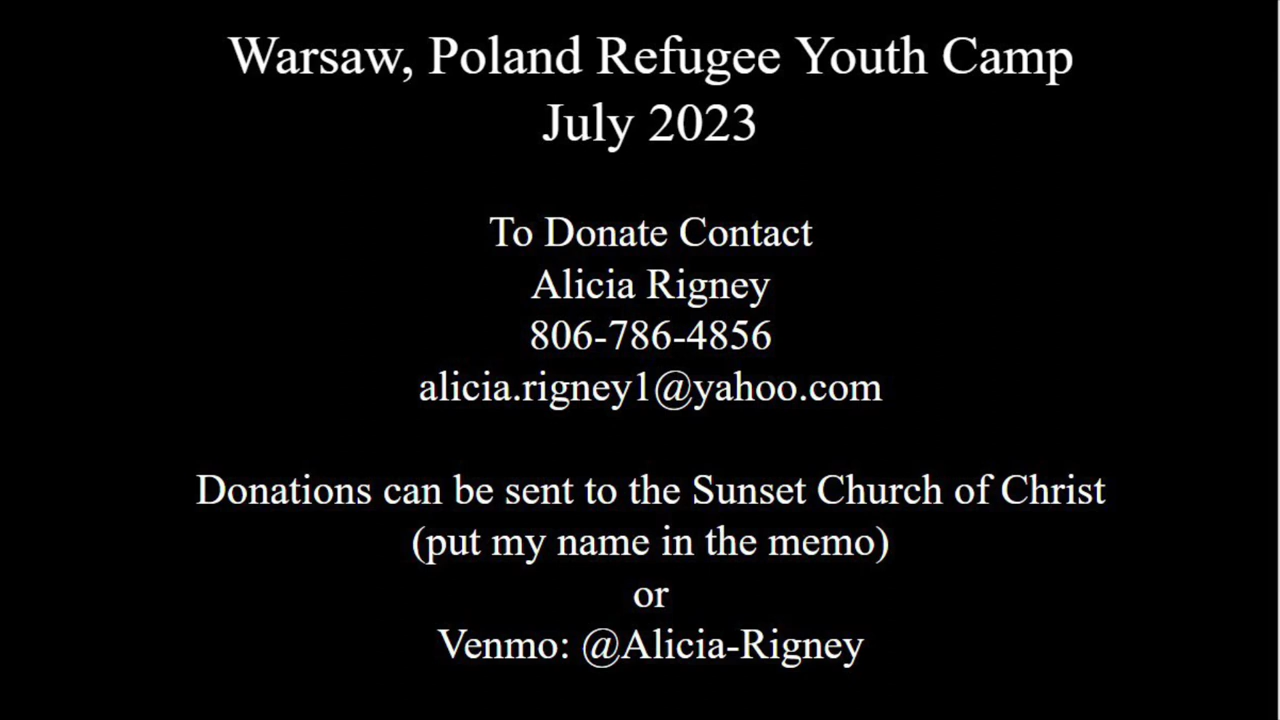 Warsaw, Poland Refugee Youth Camp
July 2023
To Donate Contact
Alicia Rigney
806-786-4856
alicia.rigney1@yahoo.com
Donations can be sent to the Sunset Church of Christ
(put my name in the memo)
or
Venmo: @Alicia-Rigney